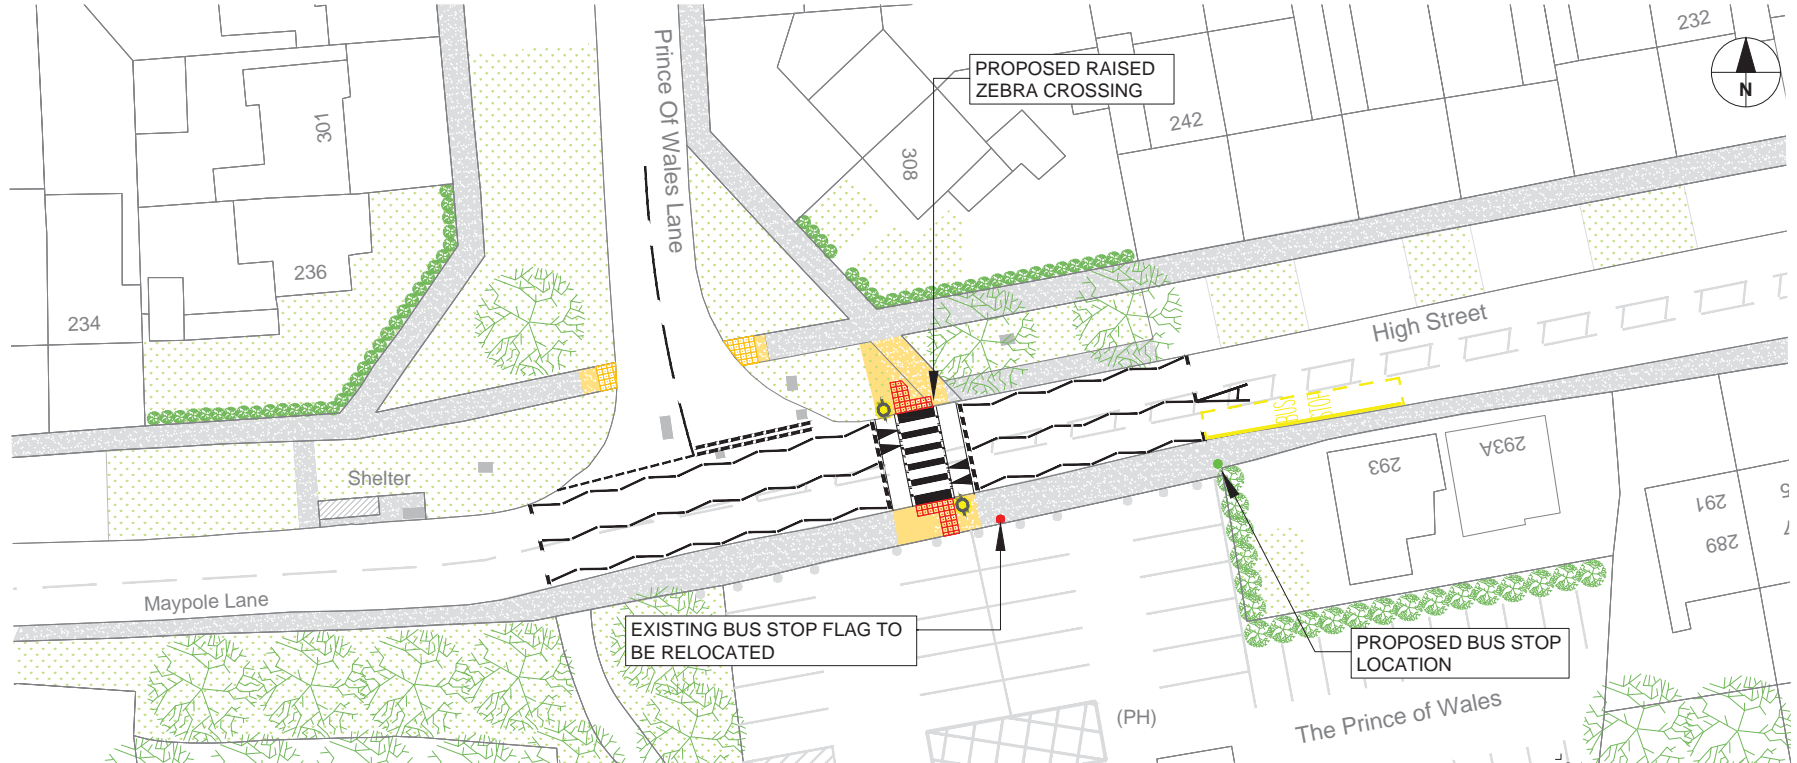 232
Prince Of Wales Lane
PROPOSED RAISED
ZEBRA CROSSING
N
301
242
308
236
234
High Street
BUS
STOP
293
293A
Shelter
291
289
Maypole Lane
EXISTING BUS STOP FLAG TO
BE RELOCATED
PROPOSED BUS STOP
LOCATION
(PH)
The Prince of Wales